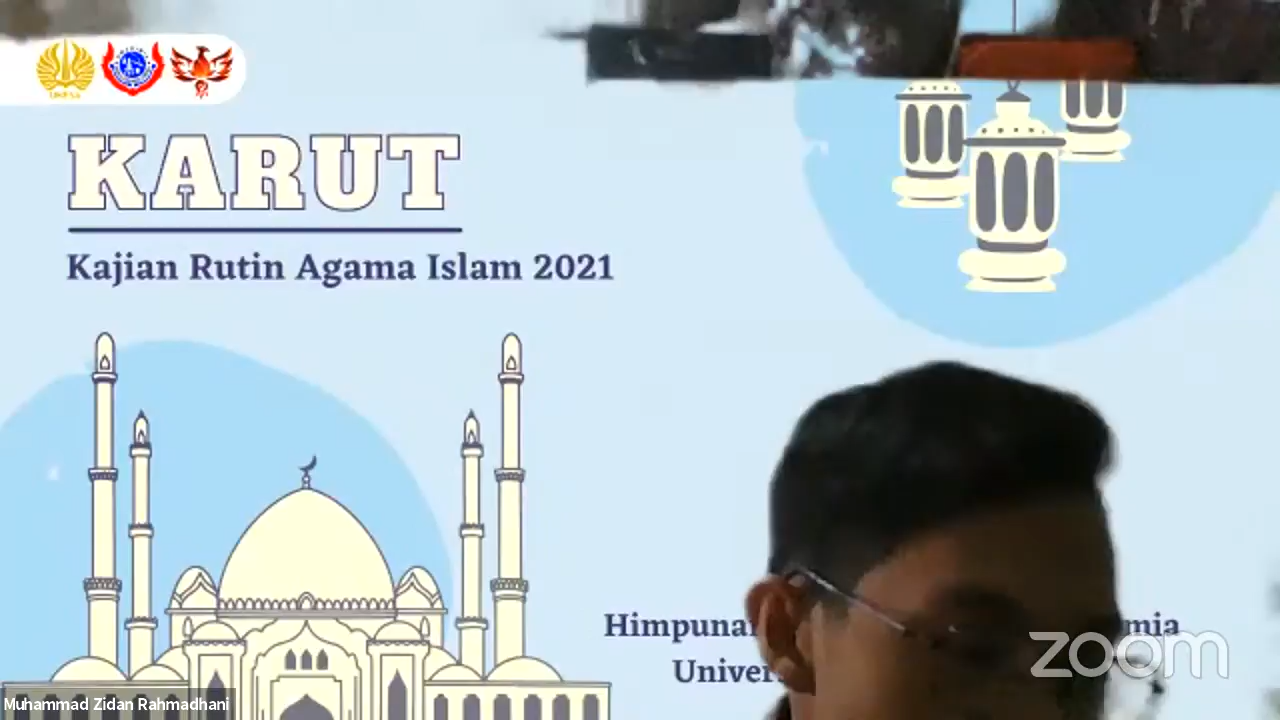 KARUT
Kajian Rutin Agama Islam 2021
Himpuna mia
Univer
zoom
Muhammad Zidan Rahmadhani